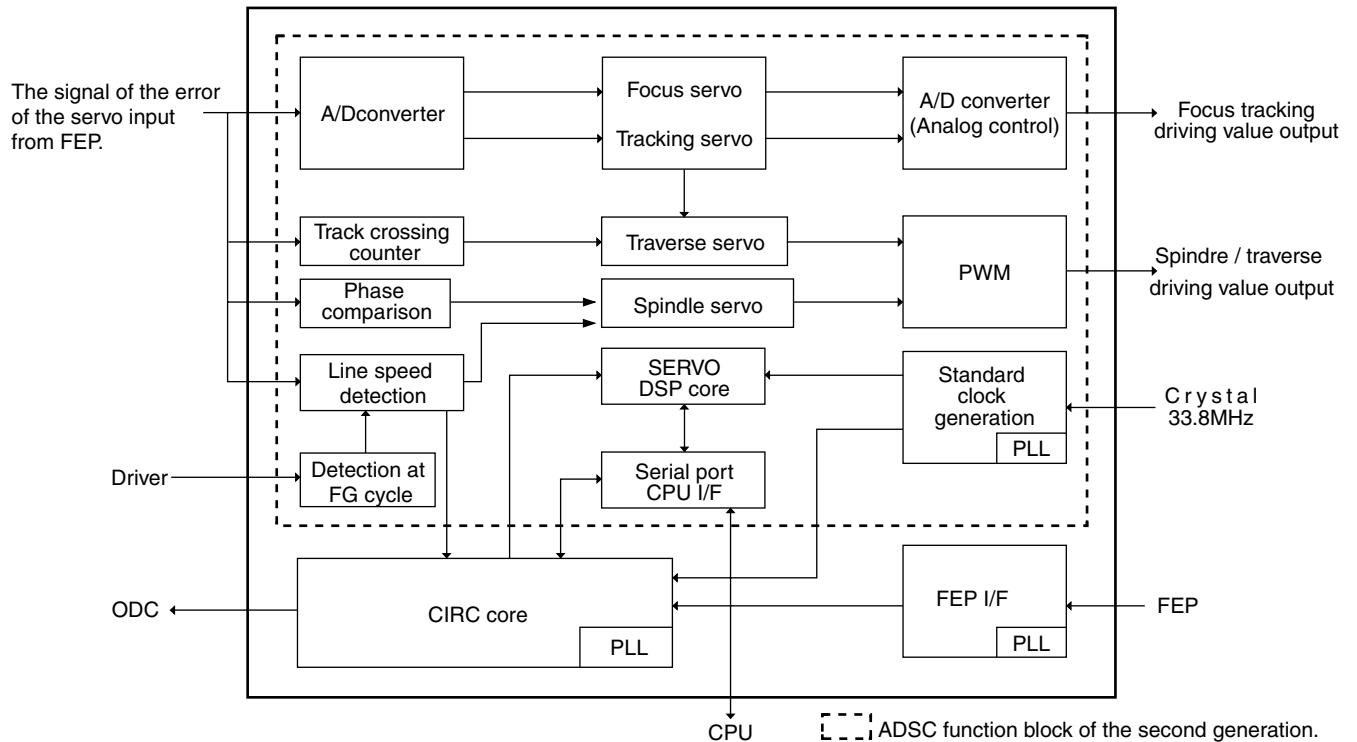 The signal of the error
of the servo input
from FEP.
A/Dconverter
Focus servo
Tracking servo
A/D converter
(Analog control)
Focus tracking
driving value output
Track crossing
counter
Traverse servo
PWM
Spindre / traverse
driving value output
Phase
comparison
Spindle servo
Line speed
detection
SERVO
DSP core
Standard
clock
generation
PLL
Crystal
33.8MHz
Driver
Detection at
FG cycle
Serial port
CPU I/F
ODC
CIRC core
PLL
FEP I/F
PLL
FEP
CPU
ADSC function block of the second generation.